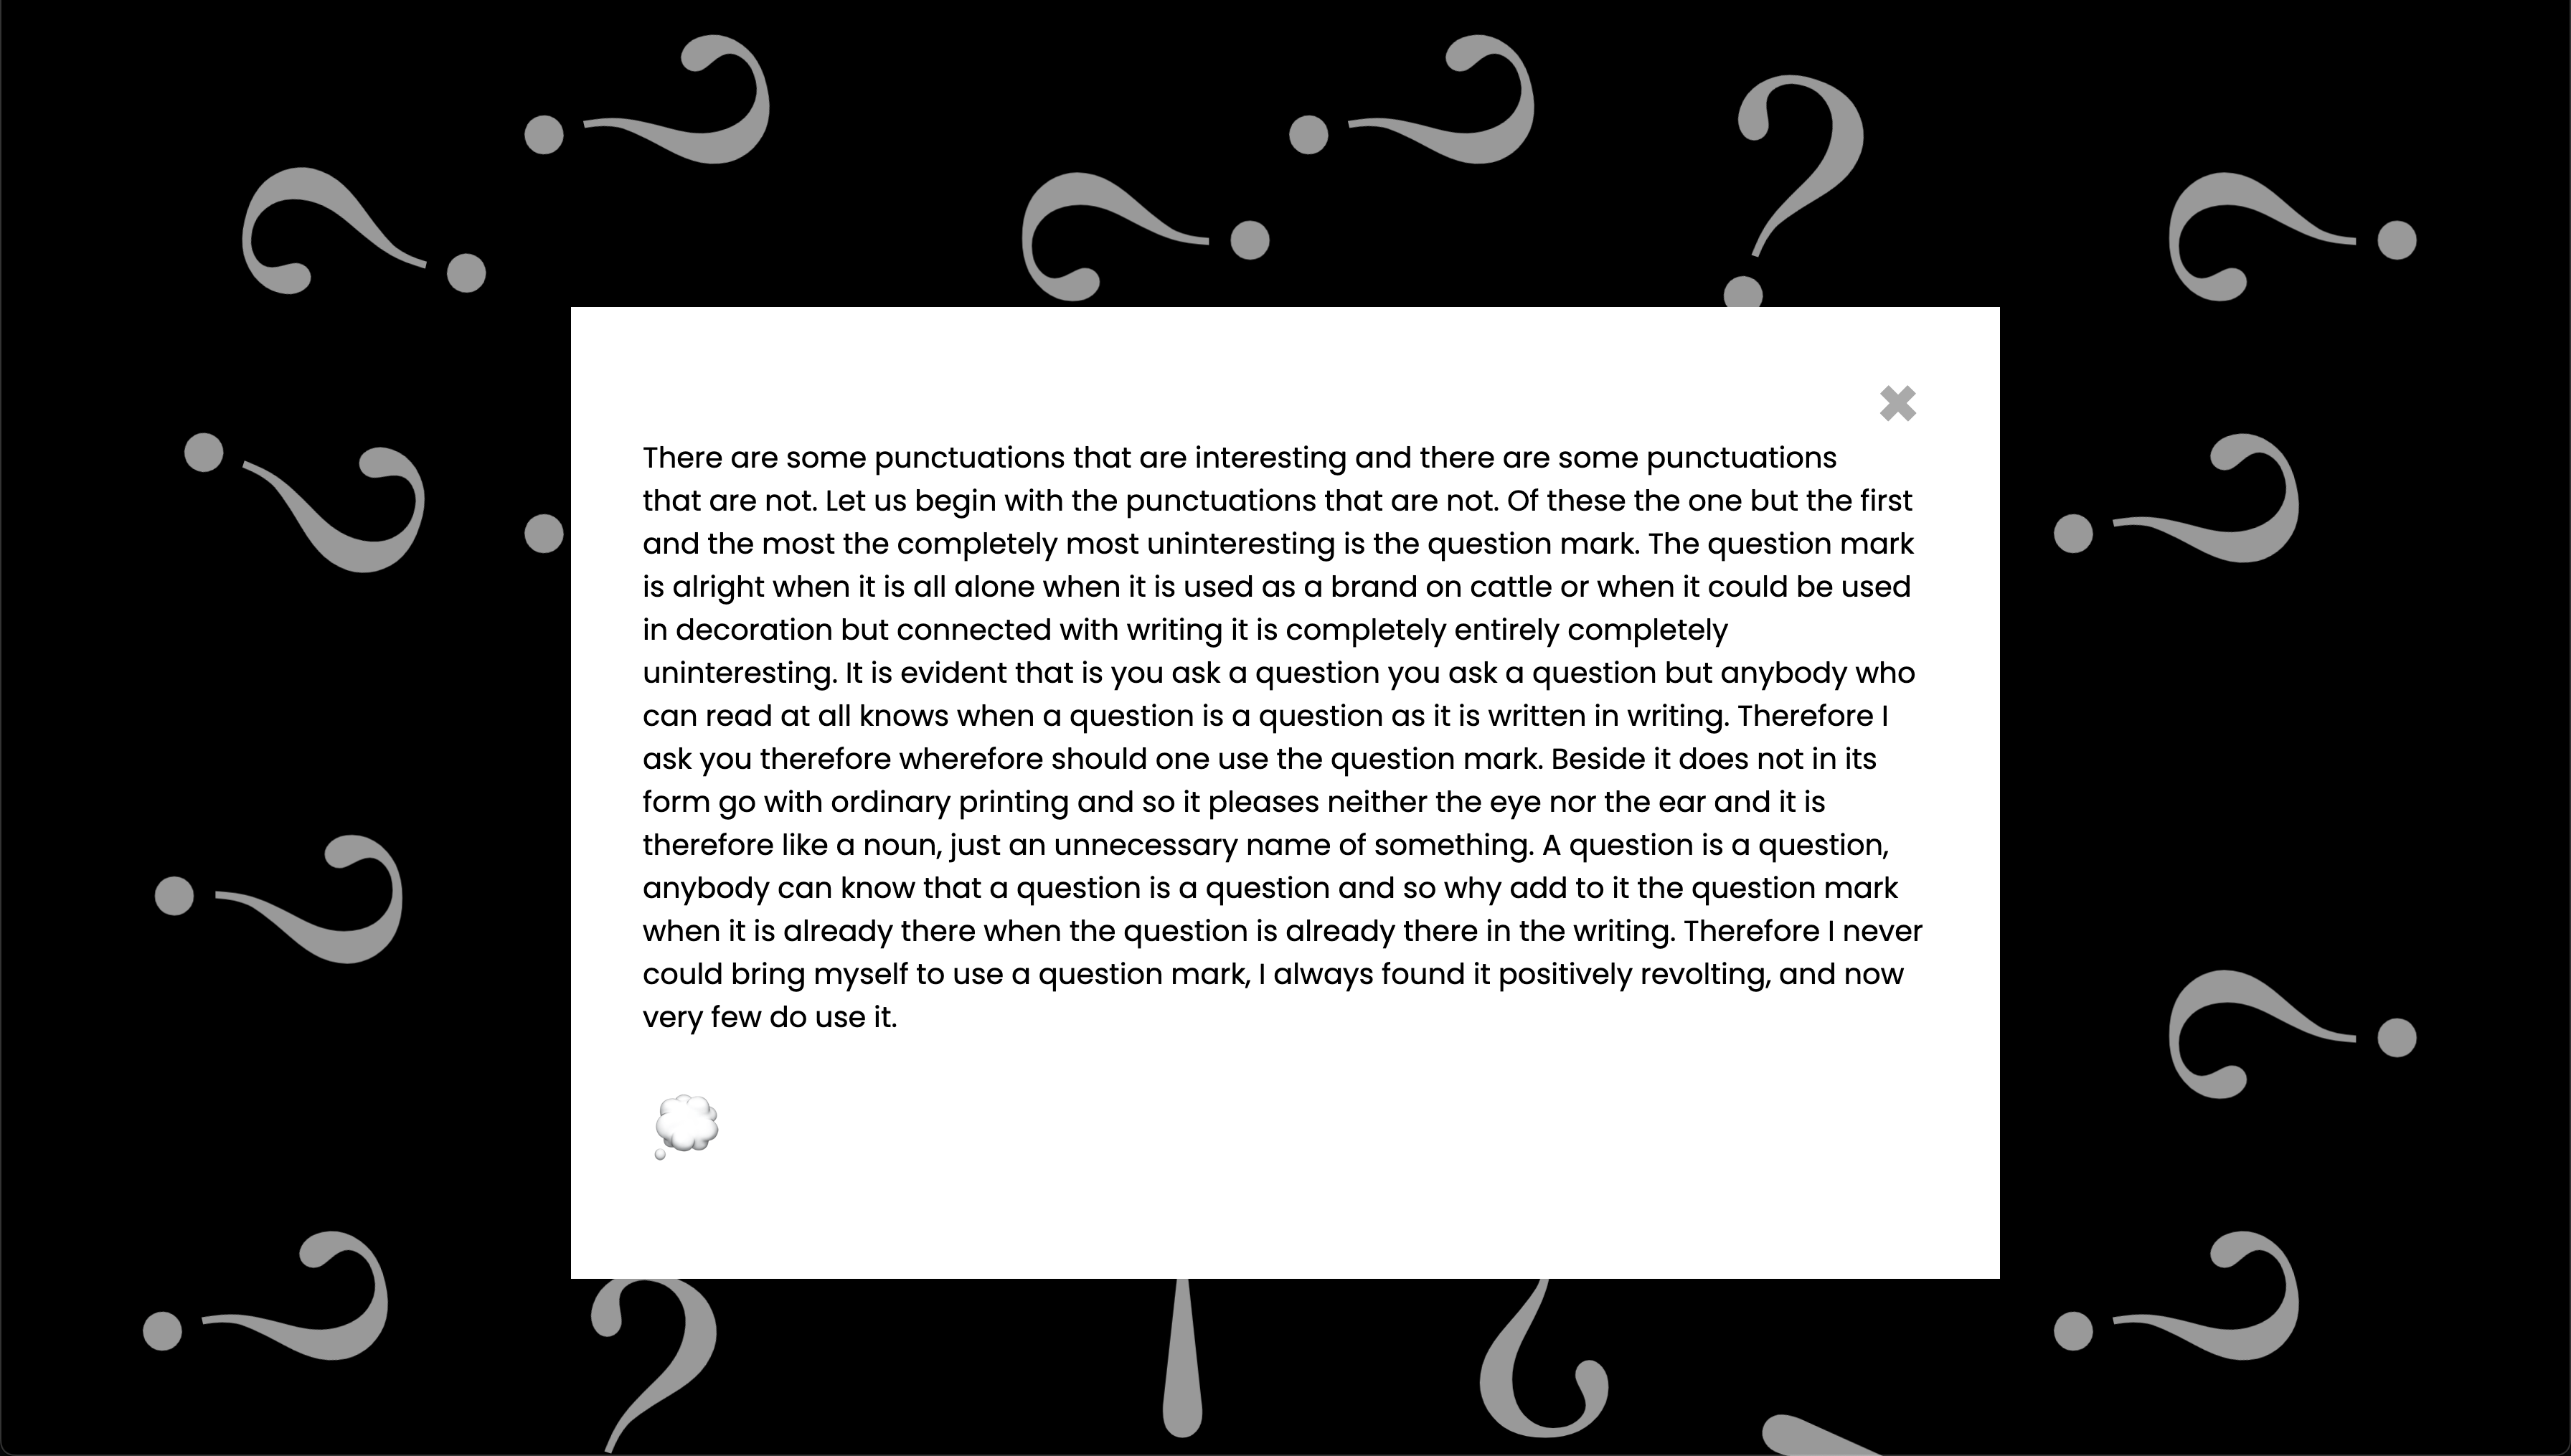 There are some punctuations that are interesting and there are some punctuations
that are not. Let us begin with the punctuations that are not. Of these the one but the first
and the most the completely most uninteresting is the question mark. The question mark
is alright when it is all alone when it is used as a brand on cattle or when it could be used
in decoration but connected with writing it is completely entirely completely
uninteresting. It is evident that is you ask a question you ask a question but anybody who
can read at all knows when a question is a question as it is written in writing. Therefore I
ask you therefore wherefore should one use the question mark. Beside it does not in its
form go with ordinary printing and so it pleases neither the eye nor the ear and it is
therefore like a noun, just an unnecessary name of something. A question is a question,
anybody can know that a question is a question and so why add to it the question mark
when it is already there when the question is already there in the writing. Therefore I never
could bring myself to use a question mark, I always found it positively revolting, and now
very few do use it.